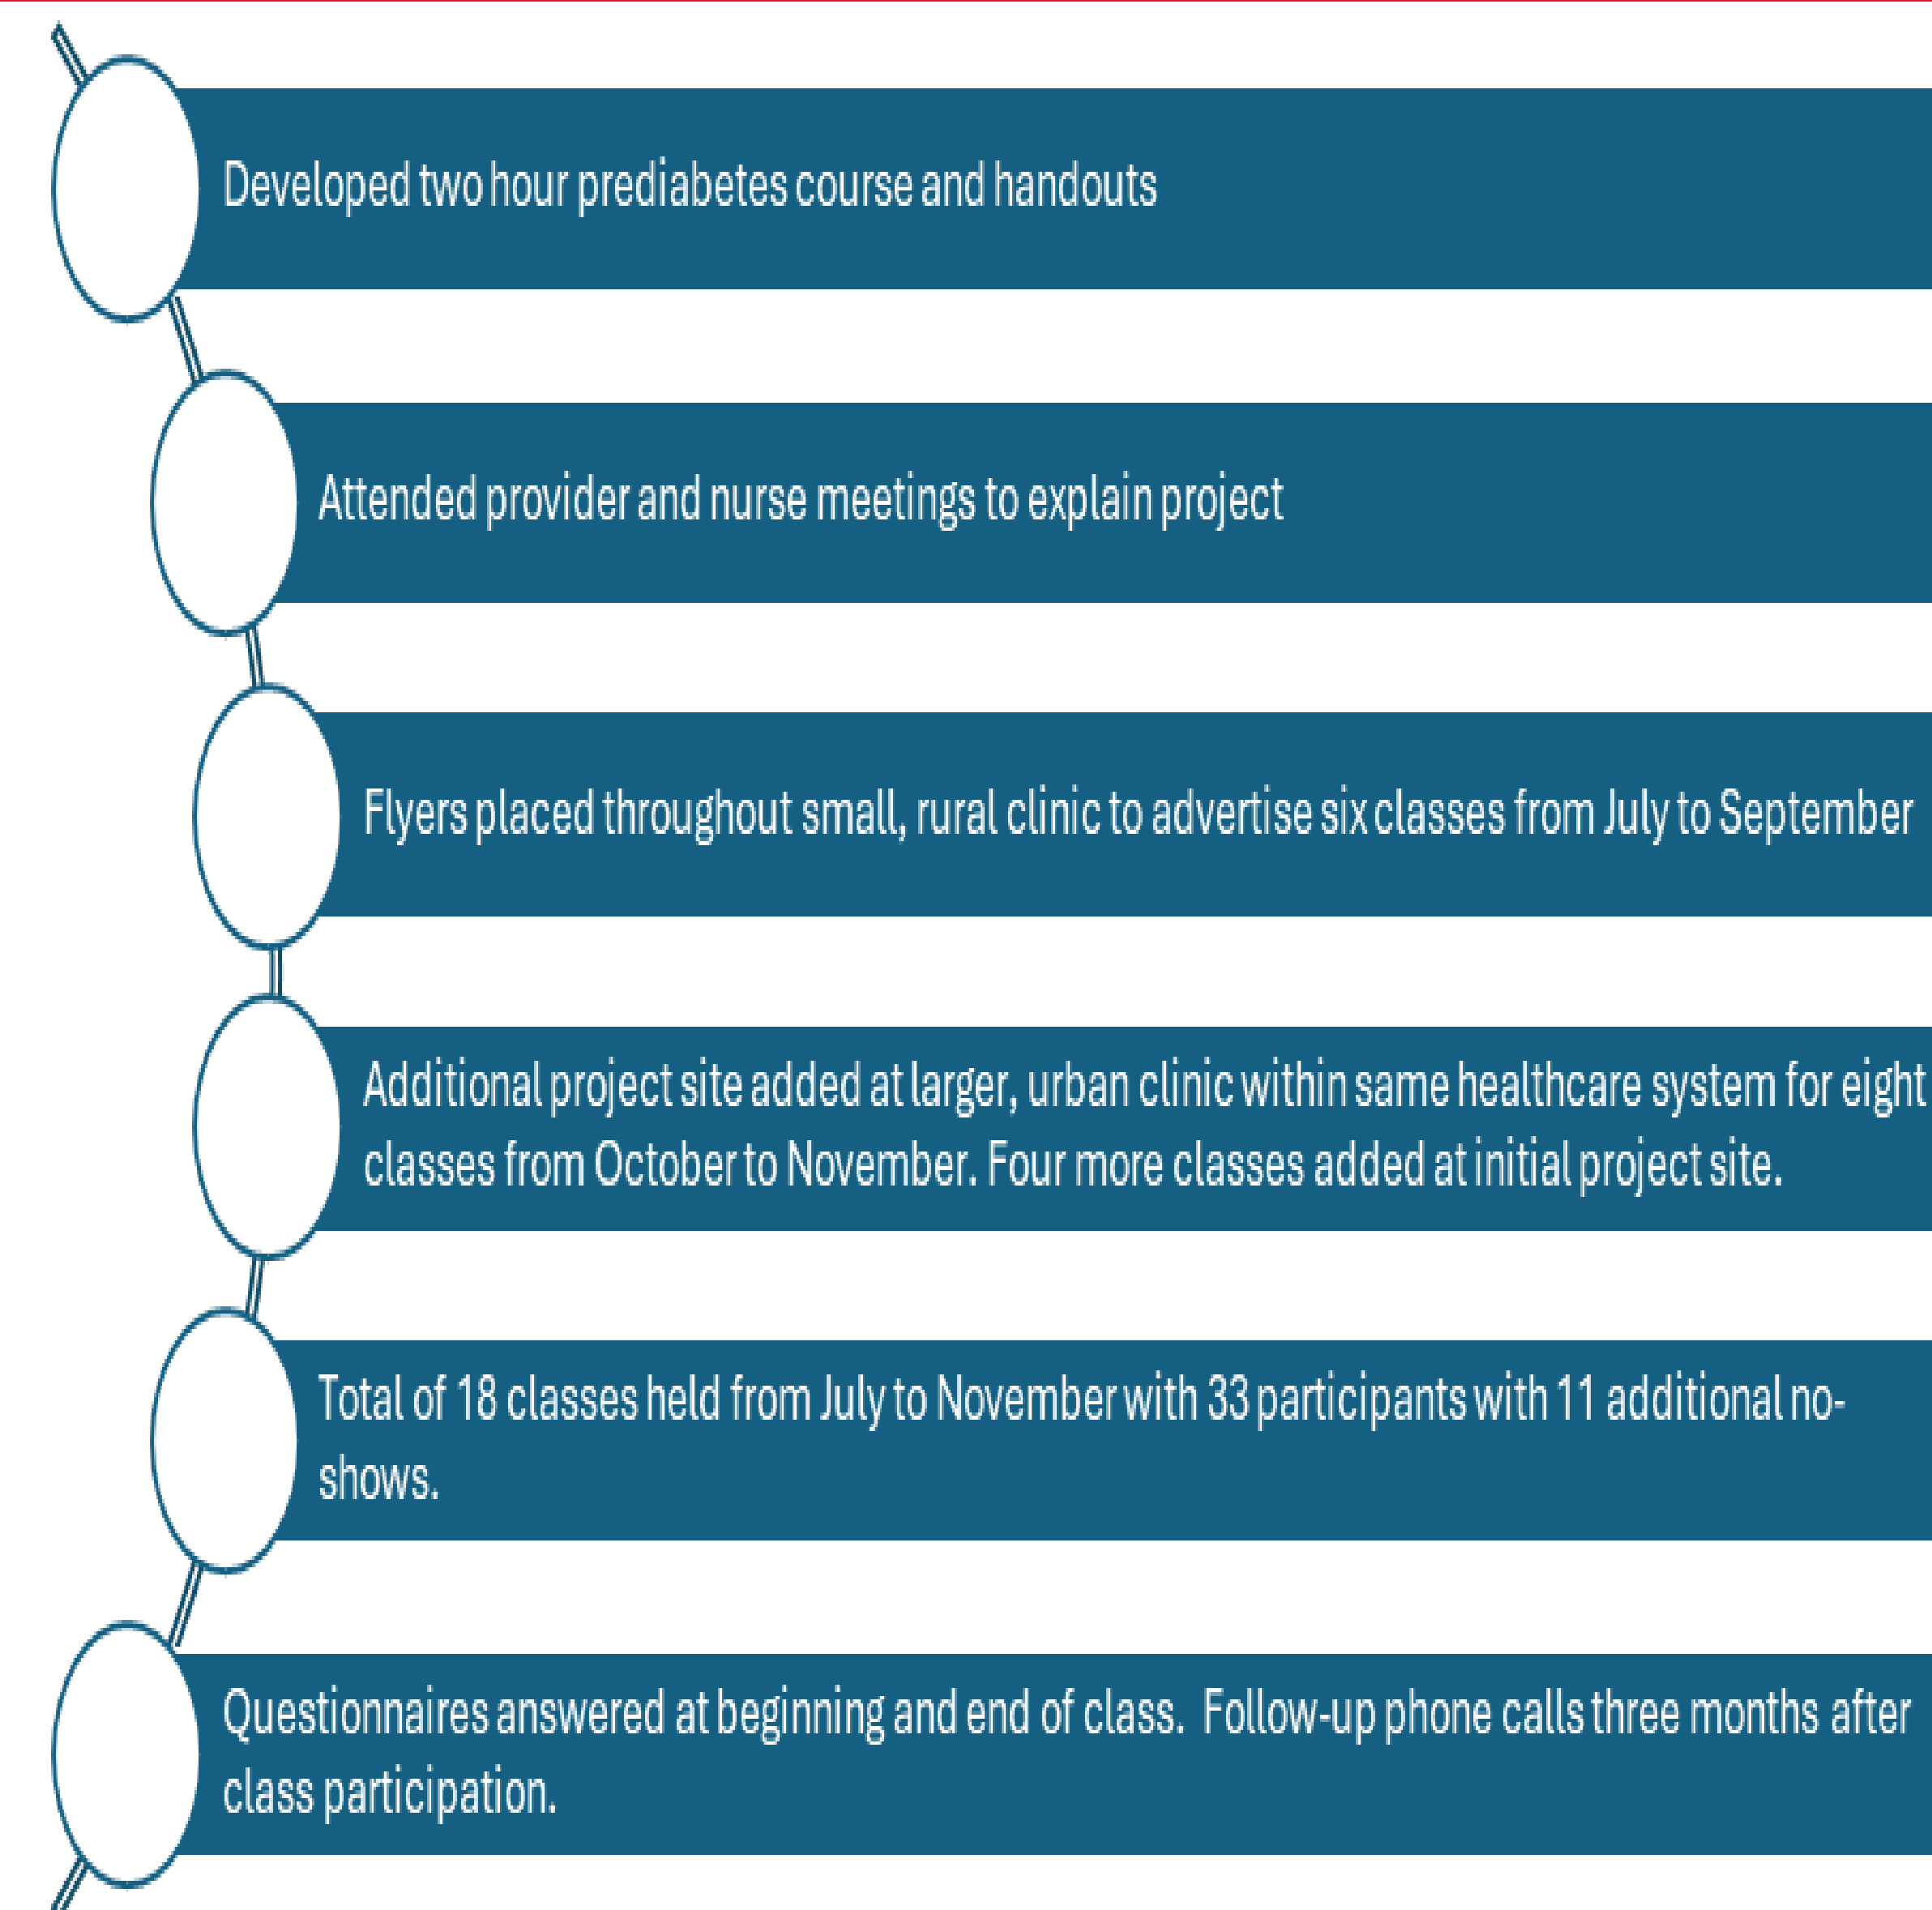 Developed two hour prediabetes course and handouts
Attended provider and nurse meetings to explain project
Flyers placed throughout small, rural clinic to advertise six classes from July to September
Additional project site added at larger, urban clinic within same healthcare system for eight
classes from October to November. Four more classes added at initial project site.
Total of 18 classes held from July to November with 33 participants with 11 additional no-
shows.
Questionnaires answered at beginning and end of class.  Follow-up phone calls three months after
class participation.